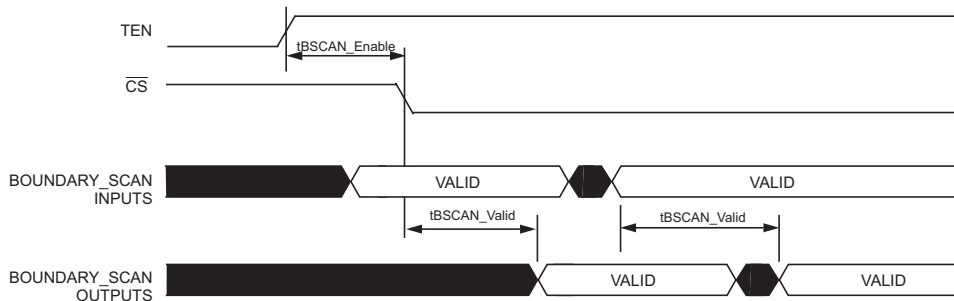 TEN
tBSCAN_Enable
CS
BOUNDARY_SCAN
INPUTS
VALID
VALID
tBSCAN_Valid
tBSCAN_Valid
BOUNDARY_SCAN
OUTPUTS
VALID
VALID